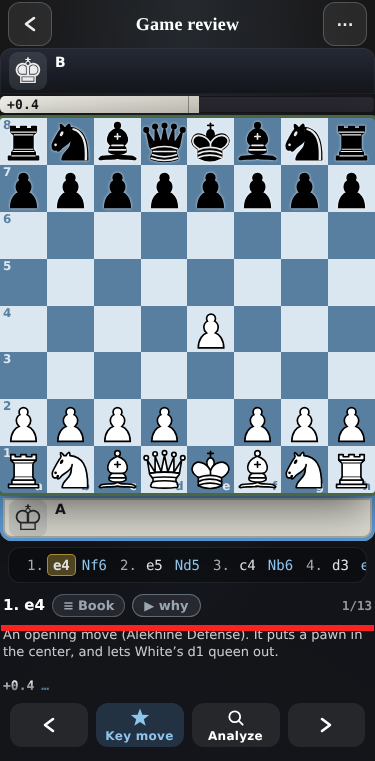 Game review
...
B
+0.4
8
7
6
5
4
3
2
1
d e f g
A
1. e4 Nf6 2. e5 Nd5 3. c4 Nb6 4. d3
1. e4 Book why 1/13
An opening move (Alekhine Defense). It puts a pawn in
the center, and lets White's d1 queen out.
+0.4 …
Key move Analyze